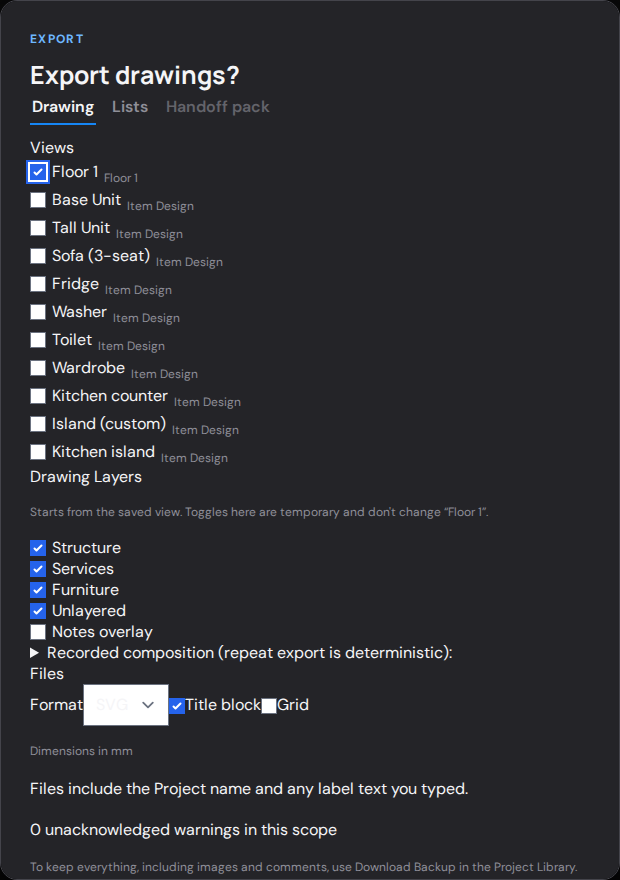 EXPORT
Export drawings?
Drawing Lists Handoff pack
Views
Floor 1 Floor 1
Base Unit Item Design
Tall Unit Item Design
Sofa (3-seat) Item Design
Fridge Item Design
Washer Item Design
Toilet Item Design
Wardrobe Item Design
Kitchen counter Item Design
Island (custom) Item Design
Kitchen island Item Design
Drawing Layers
Starts from the saved view. Toggles here are temporary and don't change “Floor 1”.
Structure
Services
Furniture
Unlayered
Notes overlay
Recorded composition (repeat export is deterministic):
Files
Format SVG Title block Grid
Dimensions in mm
Files include the Project name and any label text you typed.
0 unacknowledged warnings in this scope
To keep everything, including images and comments, use Download Backup in the Project Library.